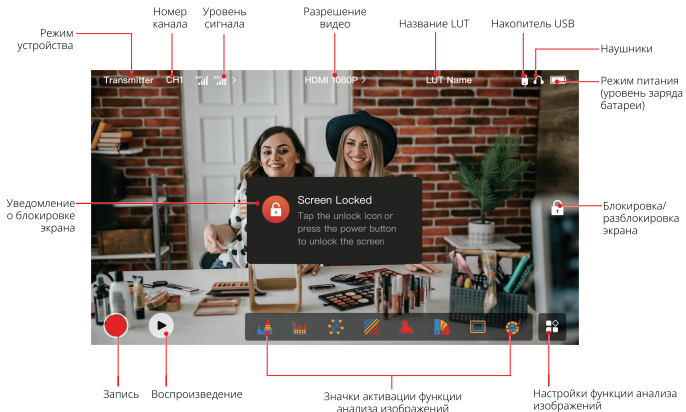 Режим
устройства
Номер
канала
Уровень
сигнала
Разрешение
видео
Название LUT
Накопитель USB
Наушники
Режим питания
(уровень заряда
батареи)
Transmitter CH1 HDMI 1080P > LUT Name
Уведомление
о блокировке
экрана
Screen Locked
Tap the unlock icon or
press the power button
to unlock the screen
Блокировка/
разблокировка
экрана
Запись
Воспроизведение
Значки активации функции
анализа изображений
Настройки функции анализа
изображений